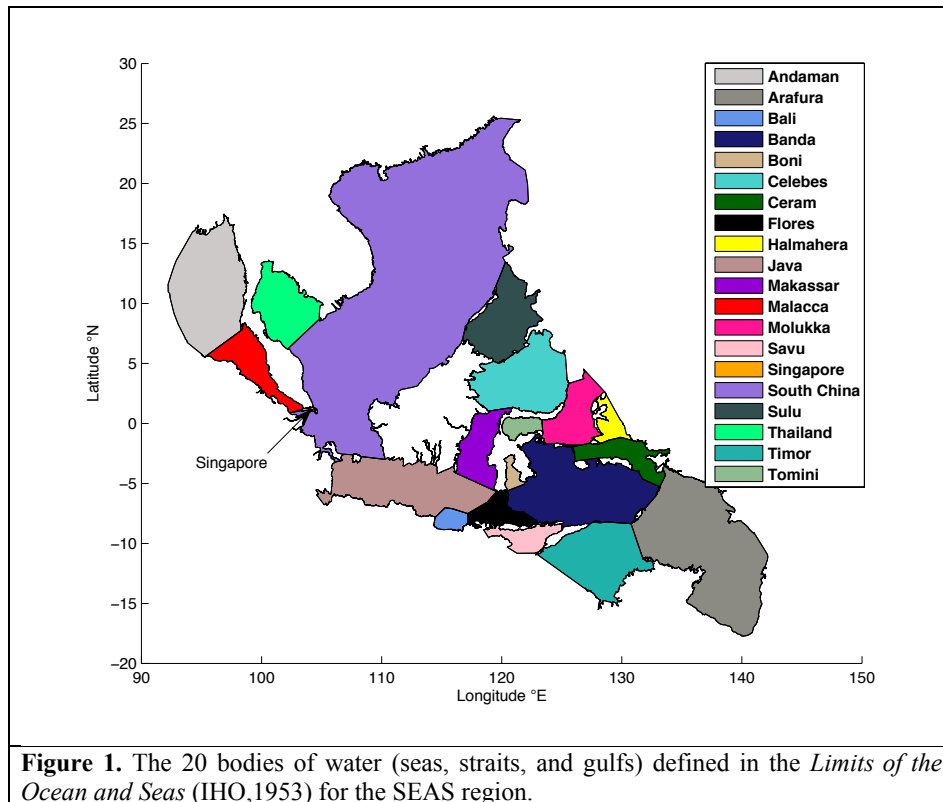 30
25
20
15
10
5
0
−5
−10
−15
−20
90
100
110
120
130
140
150
Latitude °N
Longitude °E
Singapore
Andaman
Arafura
Bali
Banda
Boni
Celebes
Ceram
Flores
Halmahera
Java
Makassar
Malacca
Molukka
Savu
Singapore
South China
Sulu
Thailand
Timor
Tomini
Figure 1. The 20 bodies of water (seas, straits, and gulfs) defined in the Limits of the
Ocean and Seas (IHO,1953) for the SEAS region.